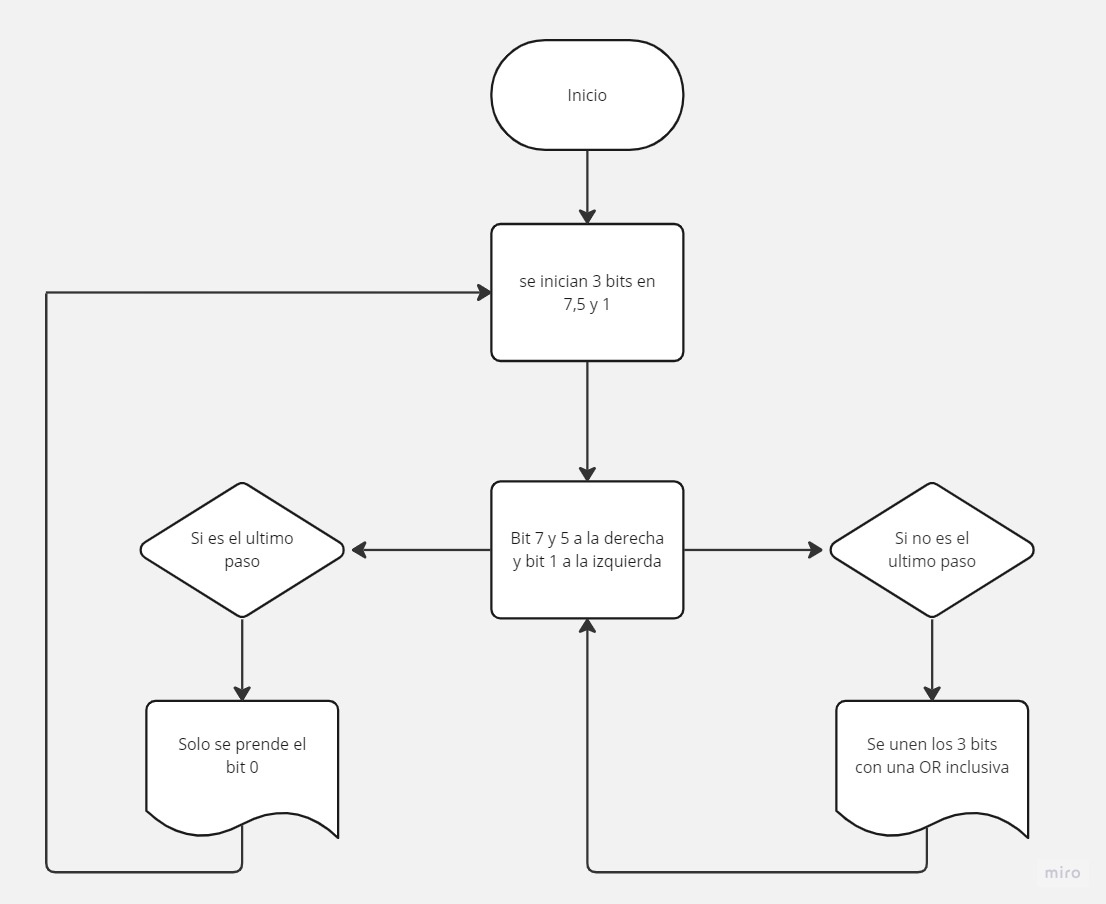 Inicio
se inician 3 bits en
7,5 y 1
Si es el ultimo
paso
Bit 7 y 5 a la derecha
y bit 1 a la izquierda
Si no es el
ultimo paso
Solo se prende el
bit 0
Se unen los 3 bits
con una OR inclusiva
miro